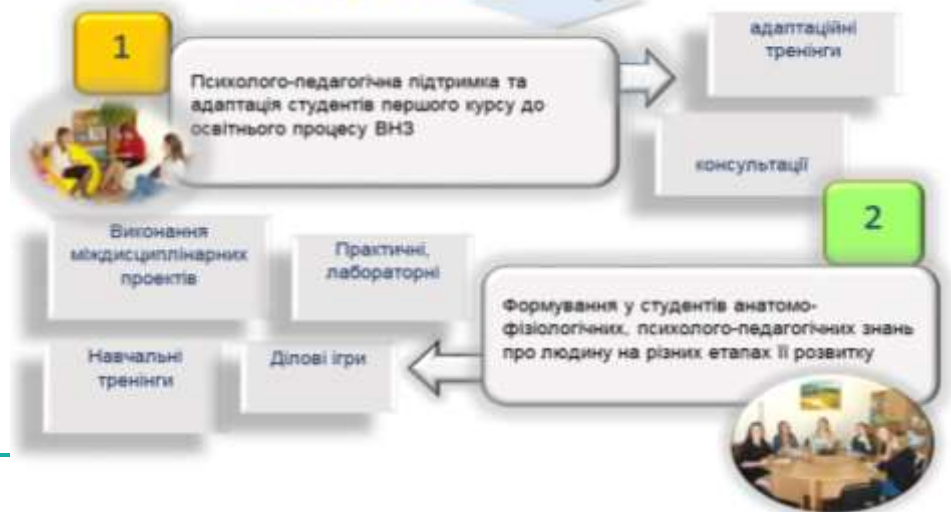 1
Психолого-педагогічна підтримка та
адаптація студентів першого курсу до
освітнього процесу ВНЗ
адаптаційні
тренінги
консультації
2
Формування у студентів анатомо-
фізіологічних, психолого-педагогічних знань
про людину на різних етапах її розвитку
Виконання
міждисциплінарних
проектів
Практичні,
лабораторні
Навчальні
тренінги
Ділові ігри